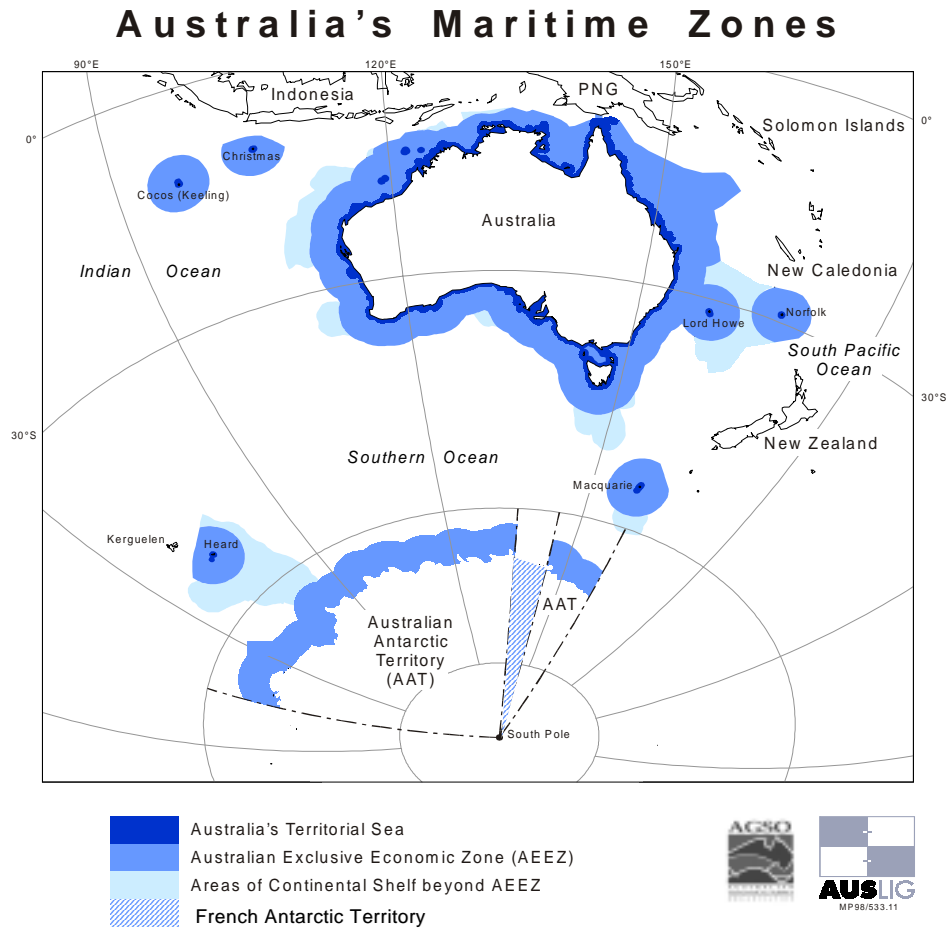 Australia's Maritime Zones
90°E
120°E
150°E
Indonesia
PNG
0°
0°
Solomon Islands
Christmas
Cocos (Keeling)
Australia
Indian Ocean
New Caledonia
Norfolk
Lord Howe
South Pacific
Ocean
30°S
30°S
New Zealand
Southern Ocean
Macquarie
Kerguelen
Heard
AAT
Australian
Antarctic
Territory
(AAT)
South Pole
Australia's Territorial Sea
Australian Exclusive Economic Zone (AEEZ)
Areas of Continental Shelf beyond AEEZ
French Antarctic Territory
AGSO
AUSLIG
MP98/533.11